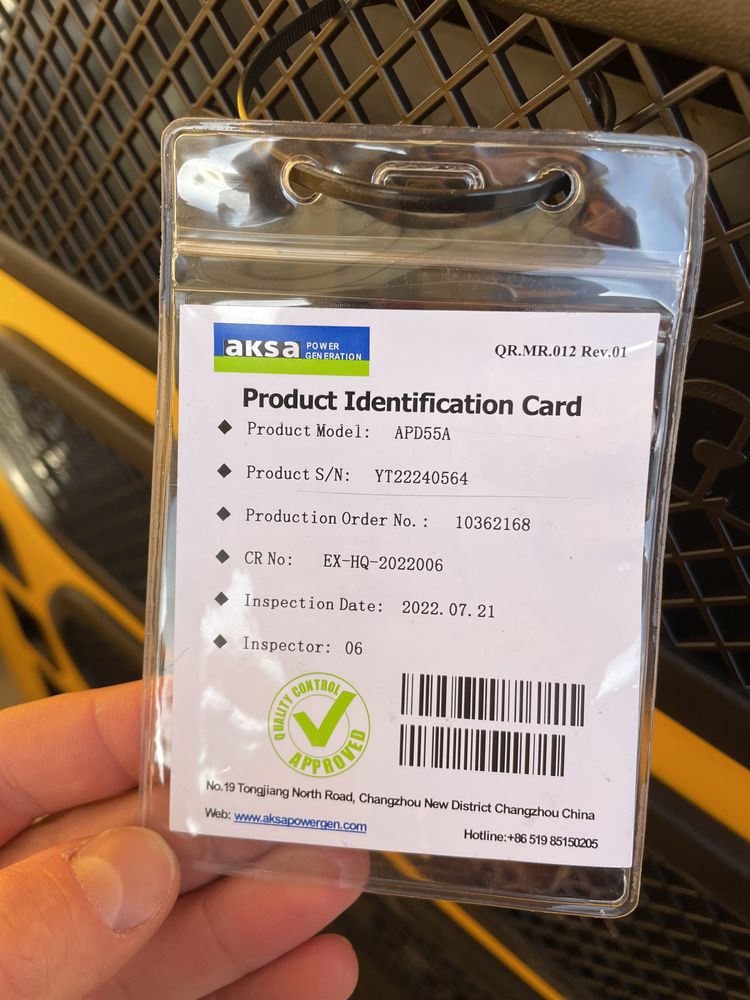 aksa POWER GENERATION
QR.MR.012 Rev.01
Product Identification Card
Product Model: APD55A
Product S/N: YT22240564
Production Order No.: 10362168
CR No: EX-HQ-2022006
Inspection Date: 2022.07.21
Inspector: 06
QUALITY CONTROL
APPROVED
No.19 Tongjiang North Road, Changzhou New District Changzhou China
Web: www.aksapowergen.com
Hotline:+86 519 85150205